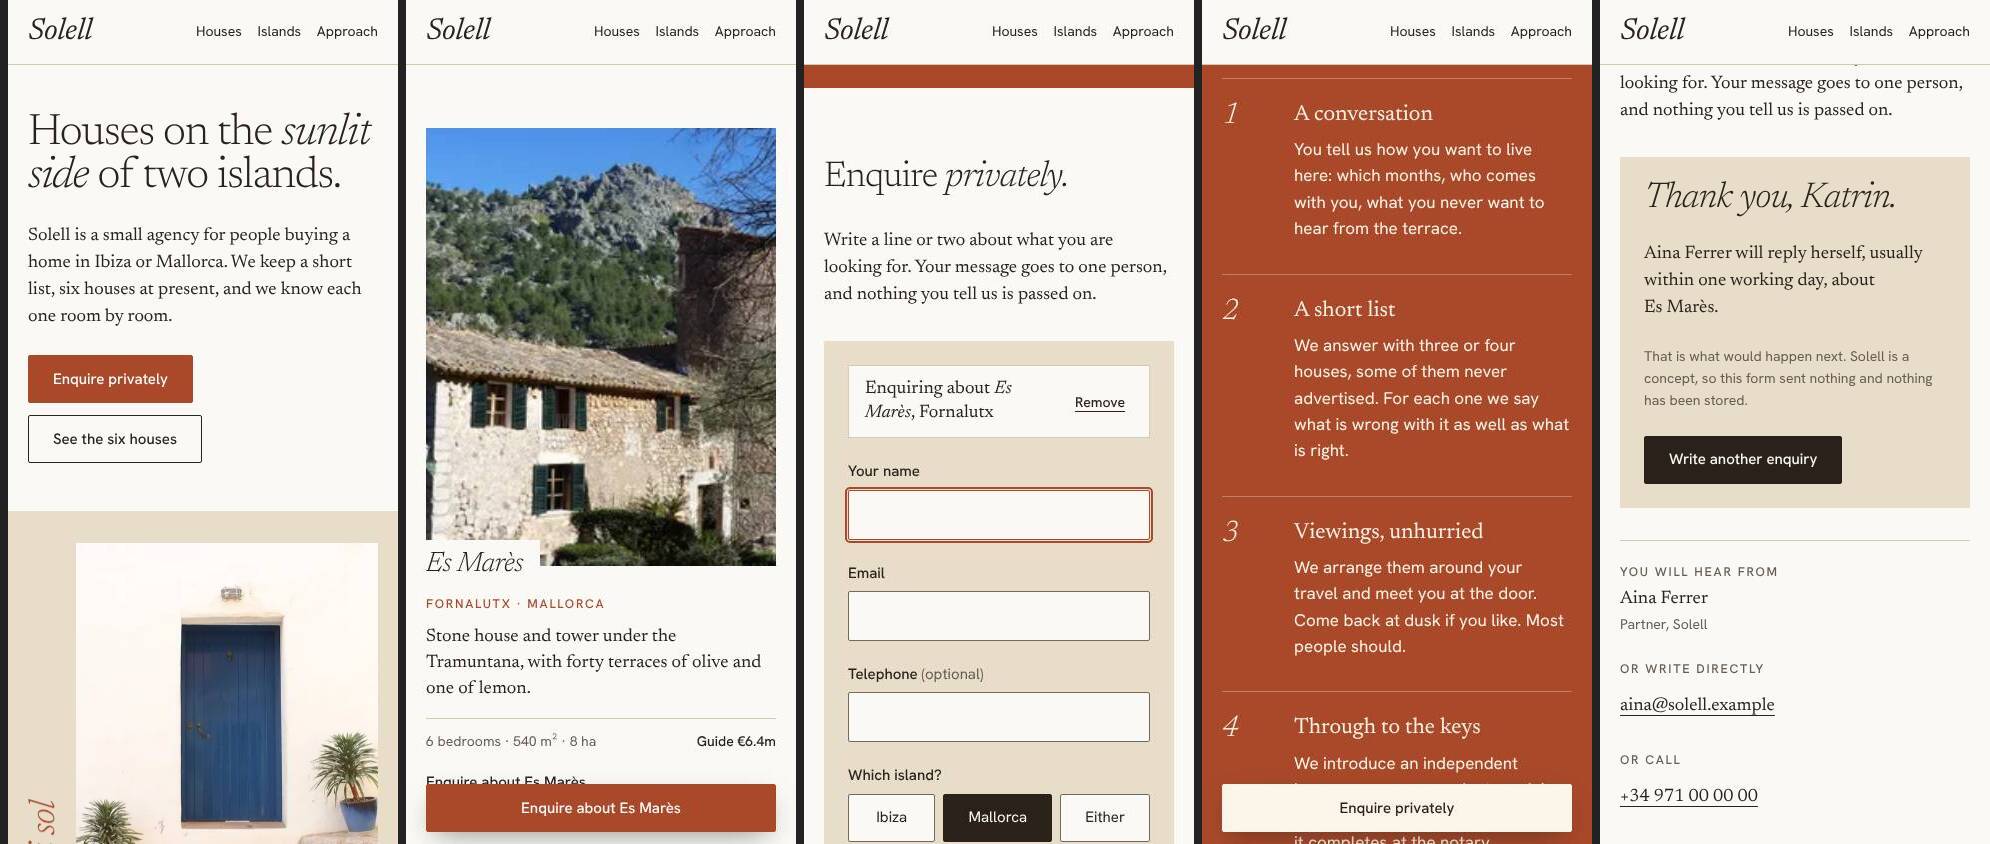 Solell
Houses Islands Approach
Houses on the sunlit
side of two islands.
Solell is a small agency for people buying a
home in Ibiza or Mallorca. We keep a short
list, six houses at present, and we know each
one room by room.
Enquire privately
See the six houses
sol
Solell
Houses Islands Approach
Es Marès
FORNALUTX · MALLORCA
Stone house and tower under the
Tramuntana, with forty terraces of olive and
one of lemon.
6 bedrooms · 540 m² · 8 ha
Guide €6.4m
Enquire about Es Marès
Enquire about Es Marès
Solell
Houses Islands Approach
Enquire privately.
Write a line or two about what you are
looking for. Your message goes to one person,
and nothing you tell us is passed on.
Enquiring about Es
Marès, Fornalutx
Remove
Your name
Email
Telephone (optional)
Which island?
Ibiza
Mallorca
Either
Solell
Houses Islands Approach
1
A conversation
You tell us how you want to live
here: which months, who comes
with you, what you never want to
hear from the terrace.
2
A short list
We answer with three or four
houses, some of them never
advertised. For each one we say
what is wrong with it as well as what
is right.
3
Viewings, unhurried
We arrange them around your
travel and meet you at the door.
Come back at dusk if you like. Most
people should.
4
Through to the keys
We introduce an independent
Enquire privately
it completes at the notary
Solell
Houses Islands Approach
looking for. Your message goes to one person,
and nothing you tell us is passed on.
Thank you, Katrin.
Aina Ferrer will reply herself, usually
within one working day, about
Es Marès.
That is what would happen next. Solell is a
concept, so this form sent nothing and nothing
has been stored.
Write another enquiry
YOU WILL HEAR FROM
Aina Ferrer
Partner, Solell
OR WRITE DIRECTLY
aina@solell.example
OR CALL
+34 971 00 00 00